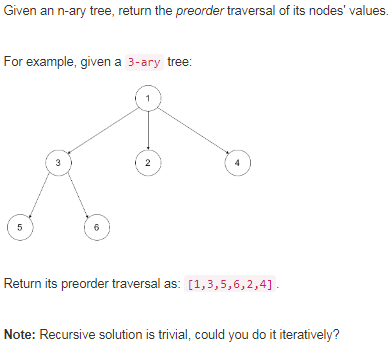 Given an n-ary tree, return the preorder traversal of its nodes' values.
For example, given a 3-ary tree:
1
3 2 4
5 6
Return its preorder traversal as: [1,3,5,6,2,4].
Note: Recursive solution is trivial, could you do it iteratively?